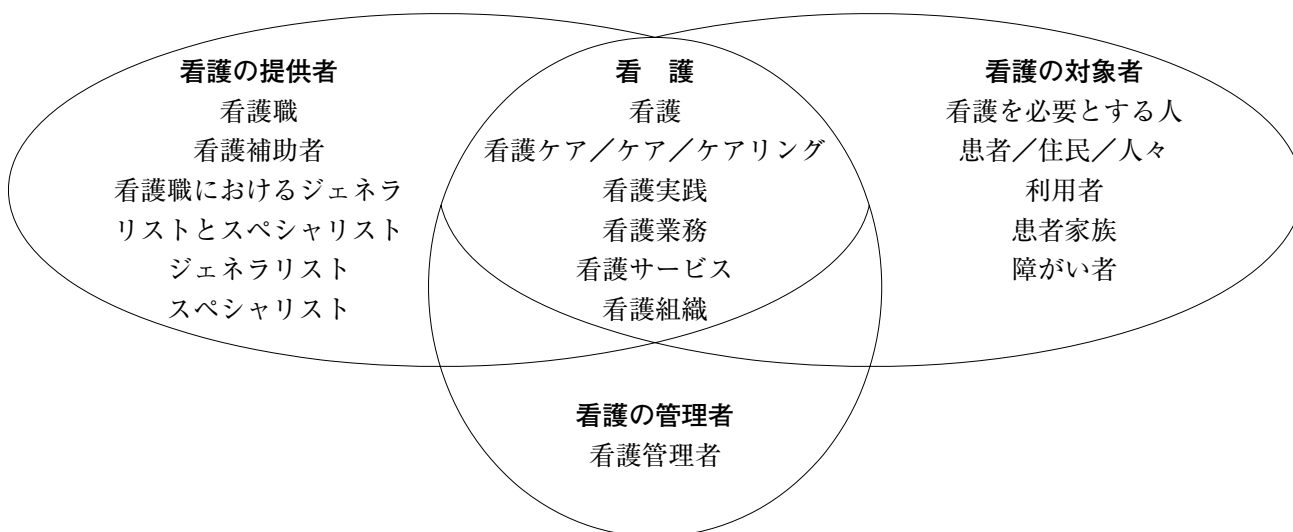 看護の提供者
看護職
看護補助者
看護職におけるジェネラ
リストとスペシャリスト
ジェネラリスト
スペシャリスト
看　護
看護
看護ケア／ケア／ケアリング
看護実践
看護業務
看護サービス
看護組織
看護の対象者
看護を必要とする人
患者／住民／人々
利用者
患者家族
障がい者
看護の管理者
看護管理者